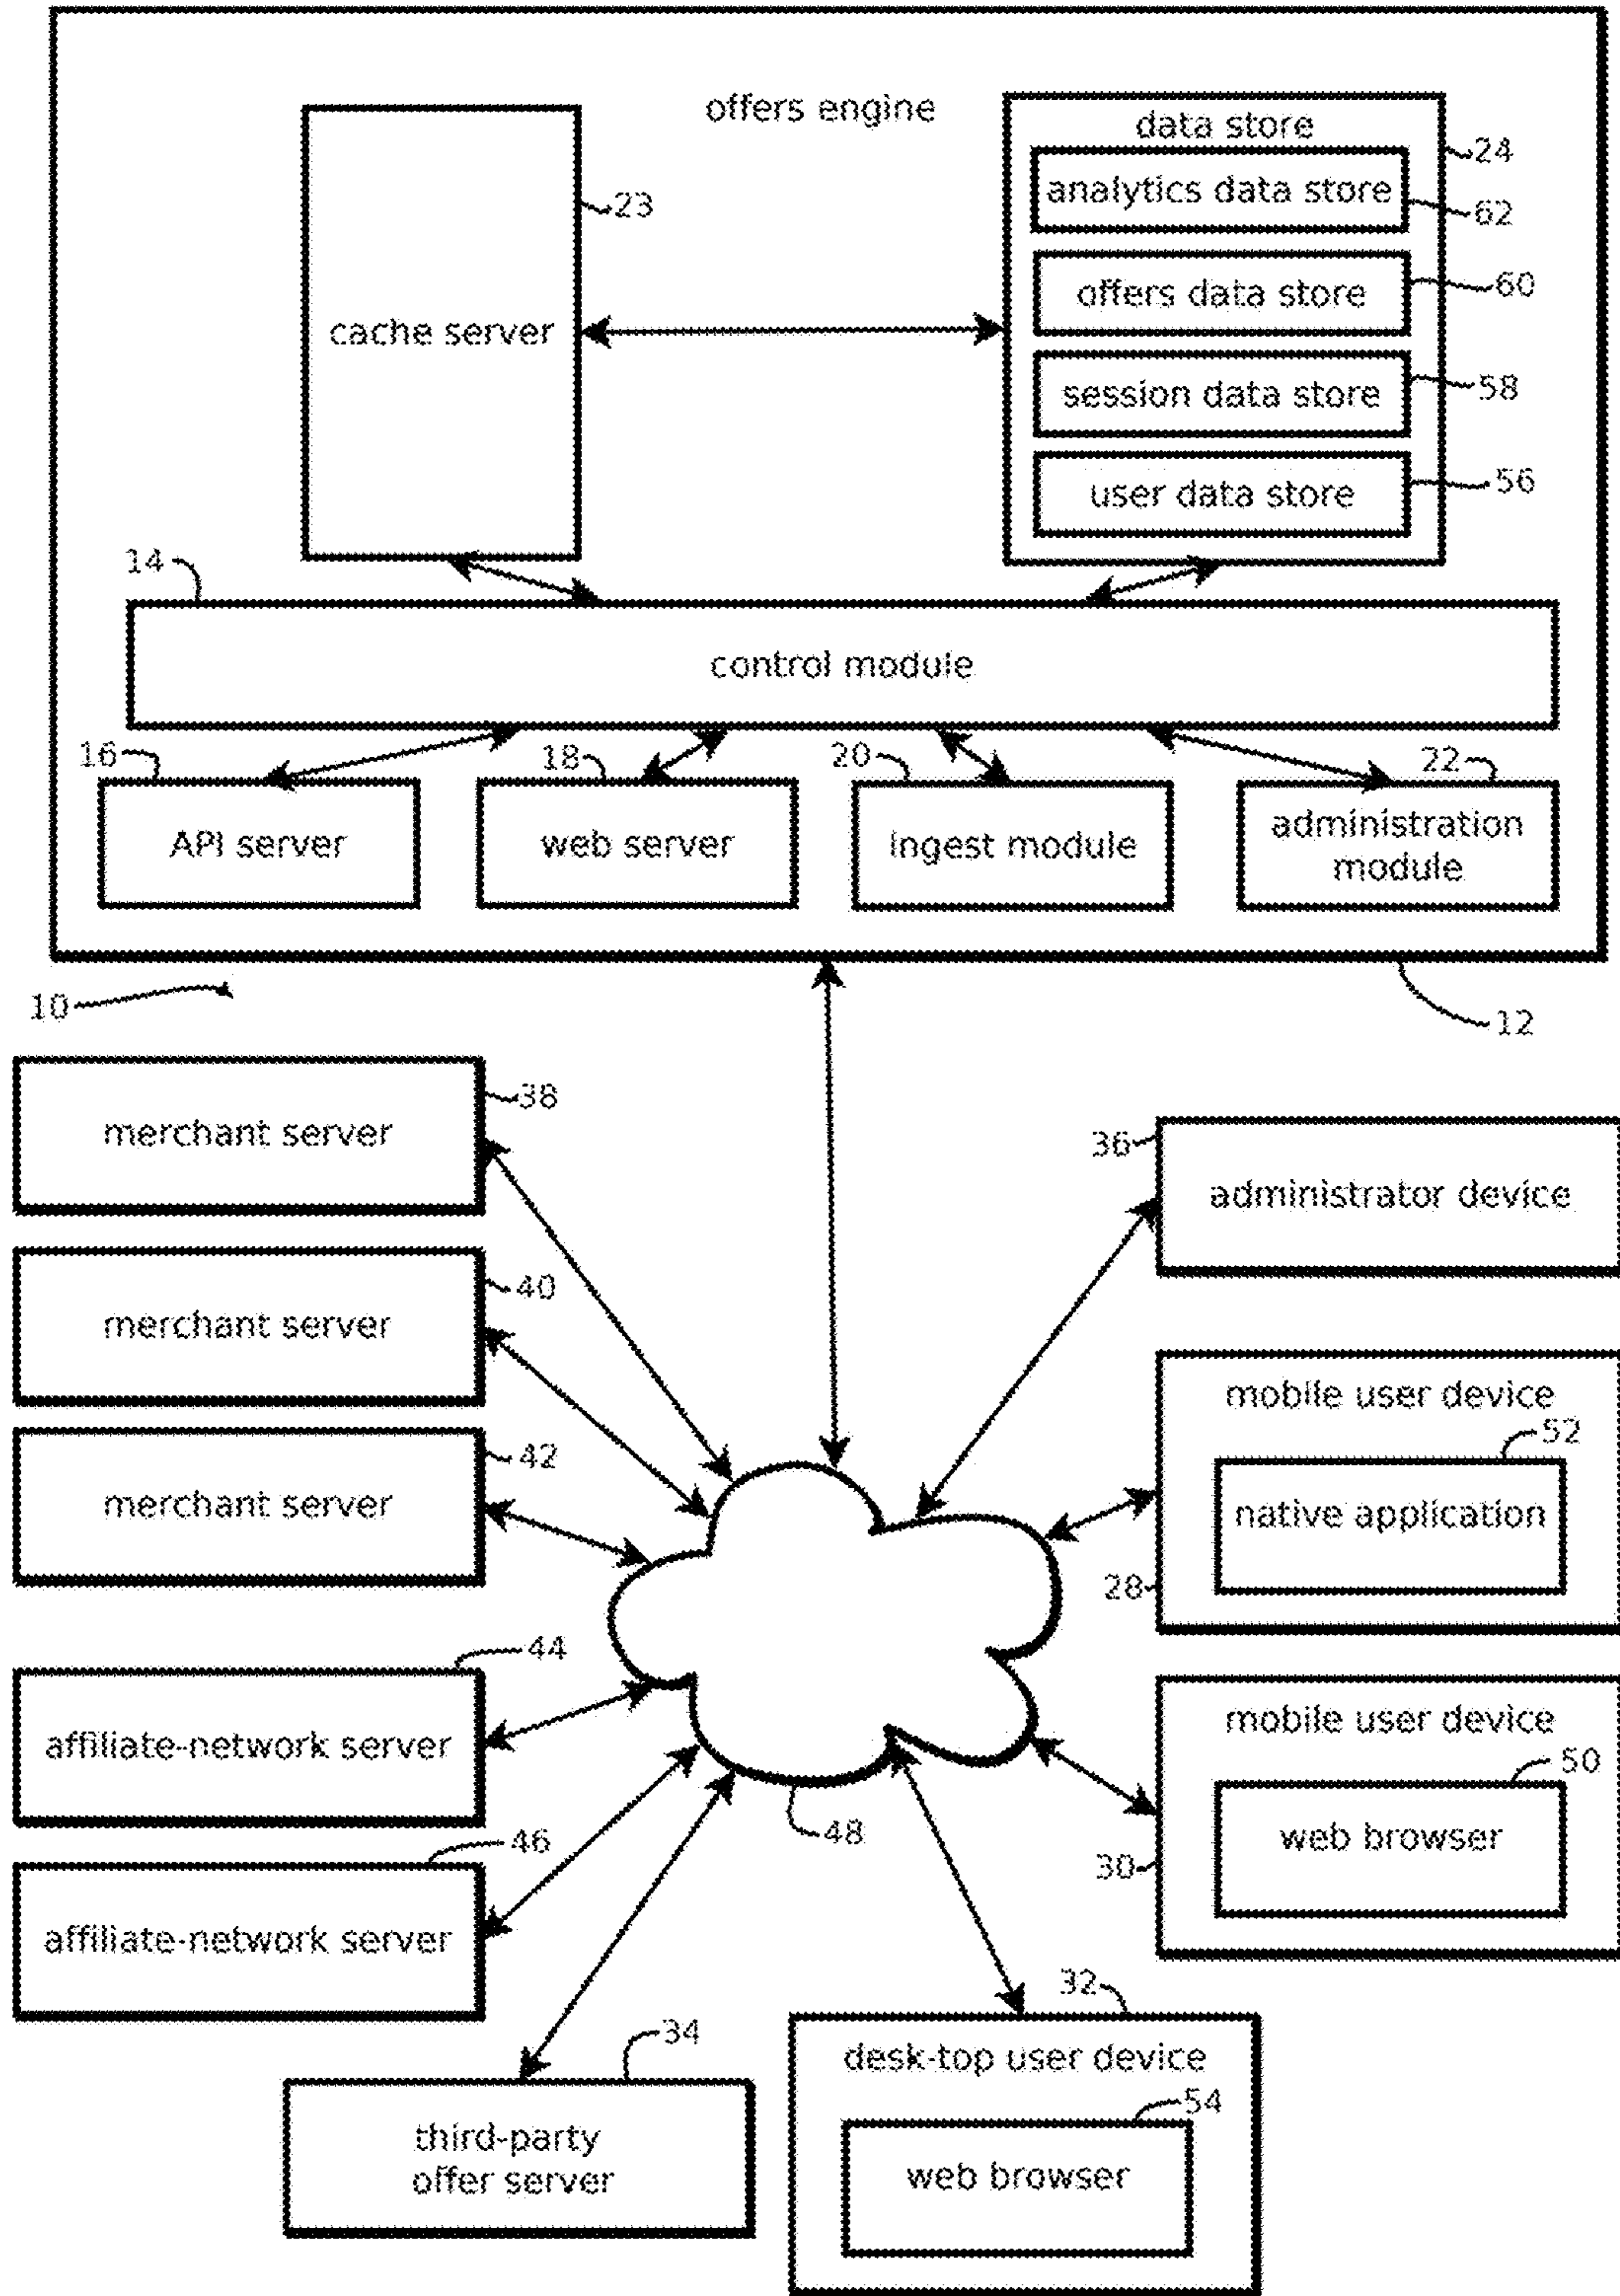 offers engine
data store
24
analytics data store
62
23
offers data store
60
cache server
session data store
58
user data store
56
14
control module
16
18
20
22
API server
web server
ingest module
administration
module
10
12
merchant server
38
36
administrator device
merchant server
40
mobile user device
52
native application
28
merchant server
42
44
affiliate-network server
mobile user device
50
web browser
30
46
affiliate-network server
48
34
third-party
offer server
32
desk-top user device
54
web browser